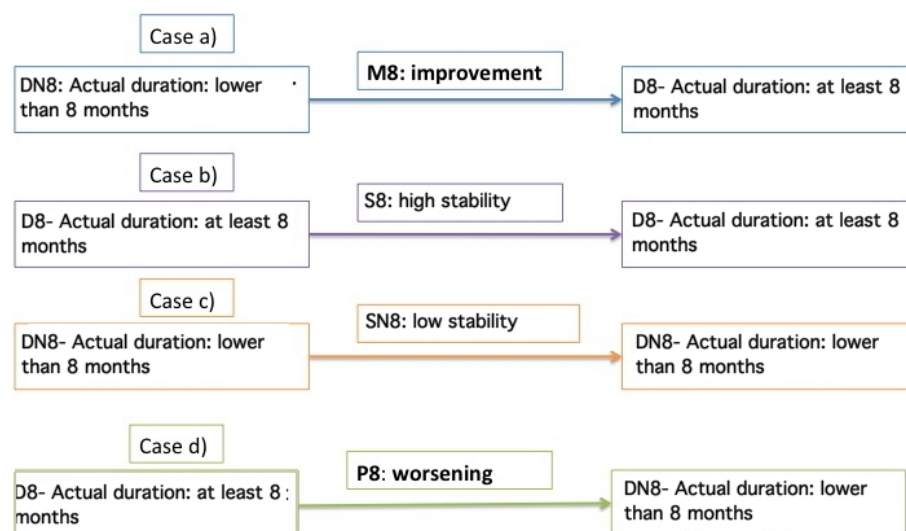 Case a)
DN8: Actual duration: lower
than 8 months
M8: improvement
D8- Actual duration: at least 8
months
Case b)
D8- Actual duration: at least 8
months
S8: high stability
D8- Actual duration: at least 8
months
Case c)
DN8- Actual duration: lower
than 8 months
SN8: low stability
DN8- Actual duration: lower
than 8 months
Case d)
D8- Actual duration: at least 8 :
months
P8: worsening
DN8- Actual duration: lower
than 8 months